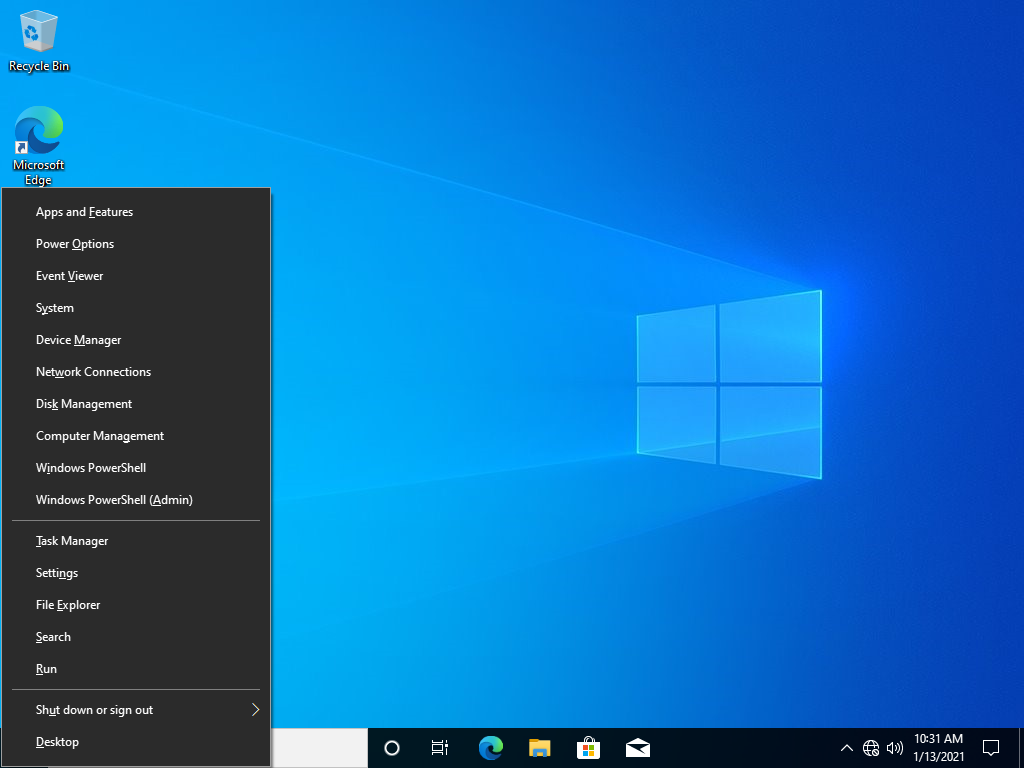 Recycle Bin
Microsoft
Edge
Apps and Features
Power Options
Event Viewer
System
Device Manager
Network Connections
Disk Management
Computer Management
Windows PowerShell
Windows PowerShell (Admin)
Task Manager
Settings
File Explorer
Search
Run
Shut down or sign out
Desktop
10:31 AM
1/13/2021